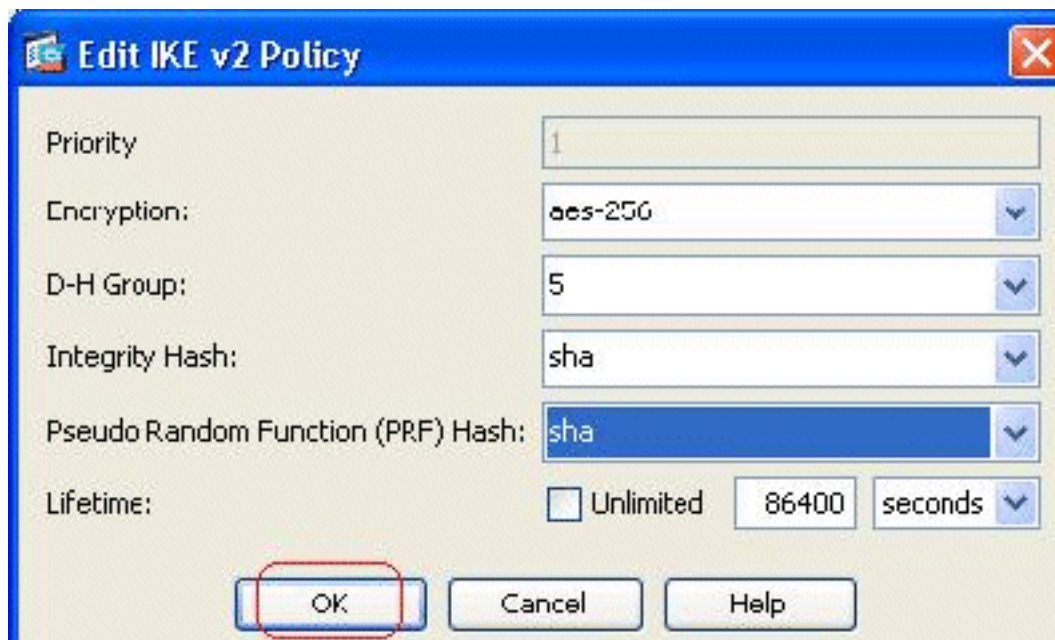 Edit IKE v2 Policy
Priority 1
Encryption: aes-256
D-H Group: 5
Integrity Hash: sha
Pseudo Random Function (PRF) Hash: sha
Lifetime: Unlimited 86400 seconds
OK Cancel Help